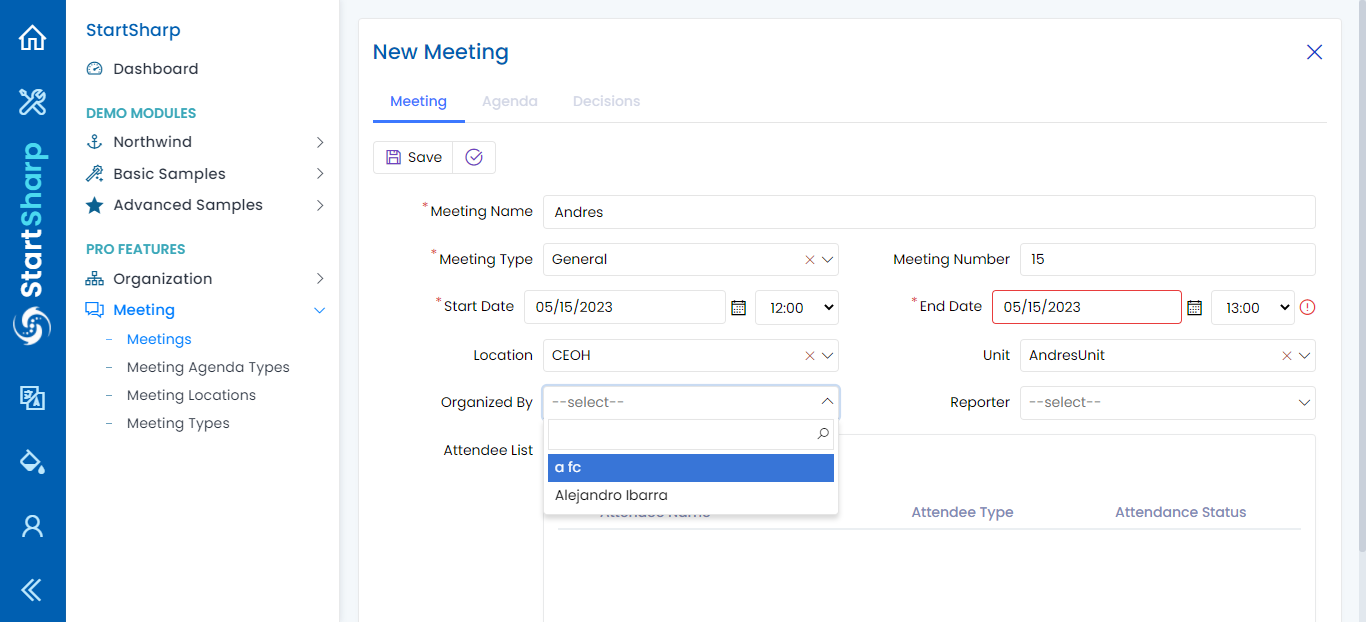 StartSharp
StartSharp
Dashboard
DEMO MODULES
Northwind
Basic Samples
Advanced Samples
PRO FEATURES
Organization
Meeting
Meetings
Meeting Agenda Types
Meeting Locations
Meeting Types
New Meeting
Meeting Agenda Decisions
Save
*Meeting Name Andres
*Meeting Type General Meeting Number 15
*Start Date 05/15/2023 12:00 *End Date 05/15/2023 13:00
Location CEOH Unit AndresUnit
Organized By --select-- Reporter --select--
Attendee List
a fc
Alejandro Ibarra
Attendee Name Attendee Type Attendance Status